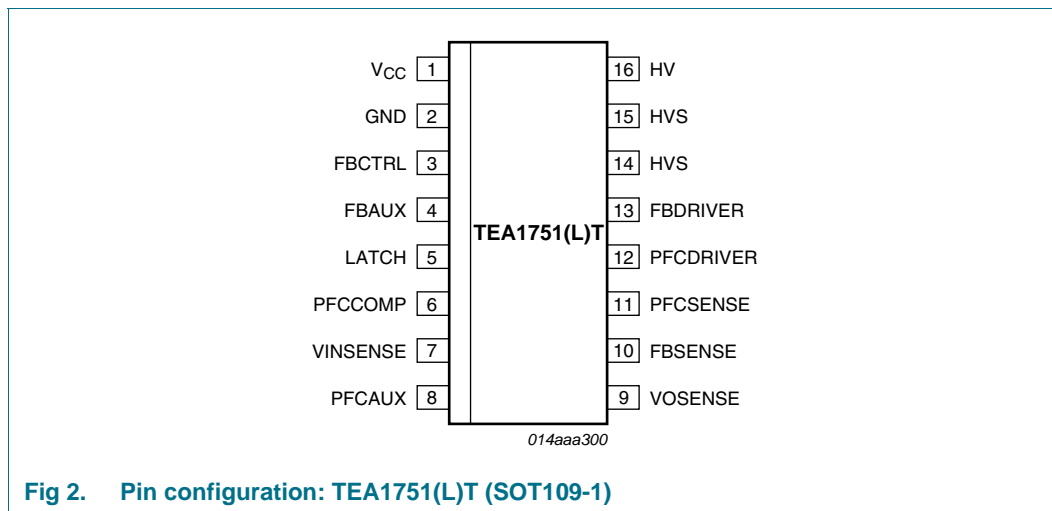 VCC 1
GND 2
FBCTRL 3
FBAUX 4
LATCH 5
PFCCOMP 6
VINSENSE 7
PFCAUX 8
TEA1751(L)T
16 HV
15 HVS
14 HVS
13 FBDRIVER
12 PFCDRIVER
11 PFCSENSE
10 FBSENSE
9 VOSENSE
014aaa300
Fig 2. Pin configuration: TEA1751(L)T (SOT109-1)